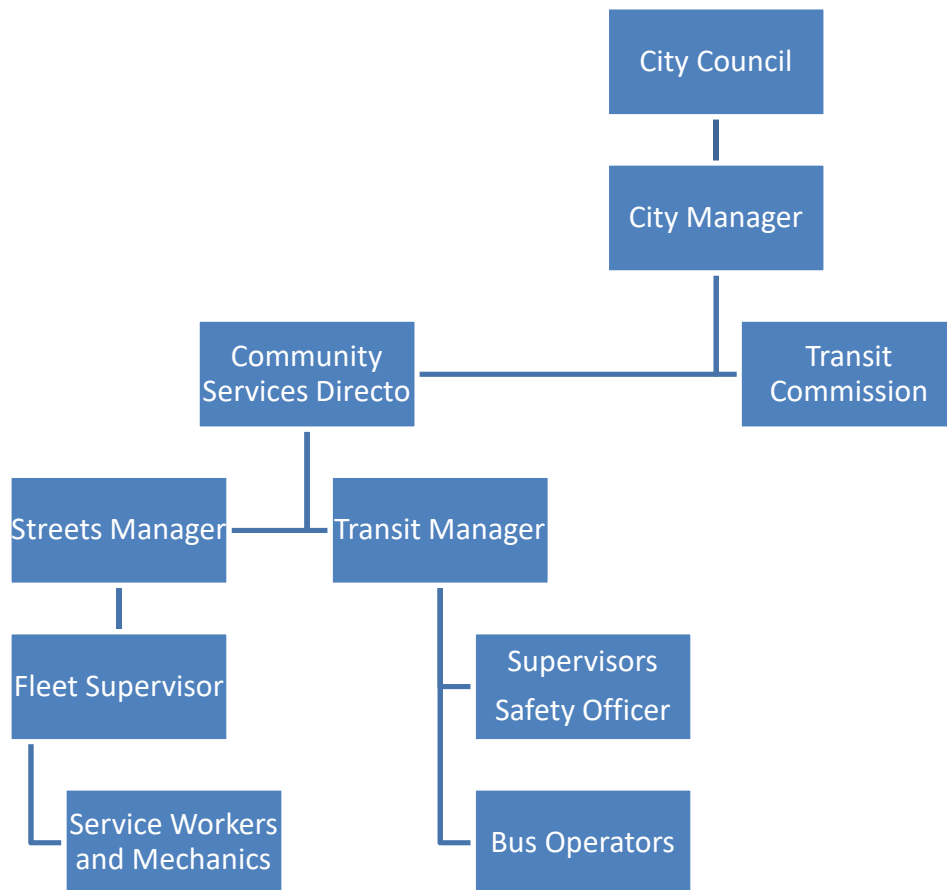 City Council
City Manager
Community
Services Directo
Transit
Commission
Streets Manager
Transit Manager
Fleet Supervisor
Supervisors
Safety Officer
Service Workers
and Mechanics
Bus Operators